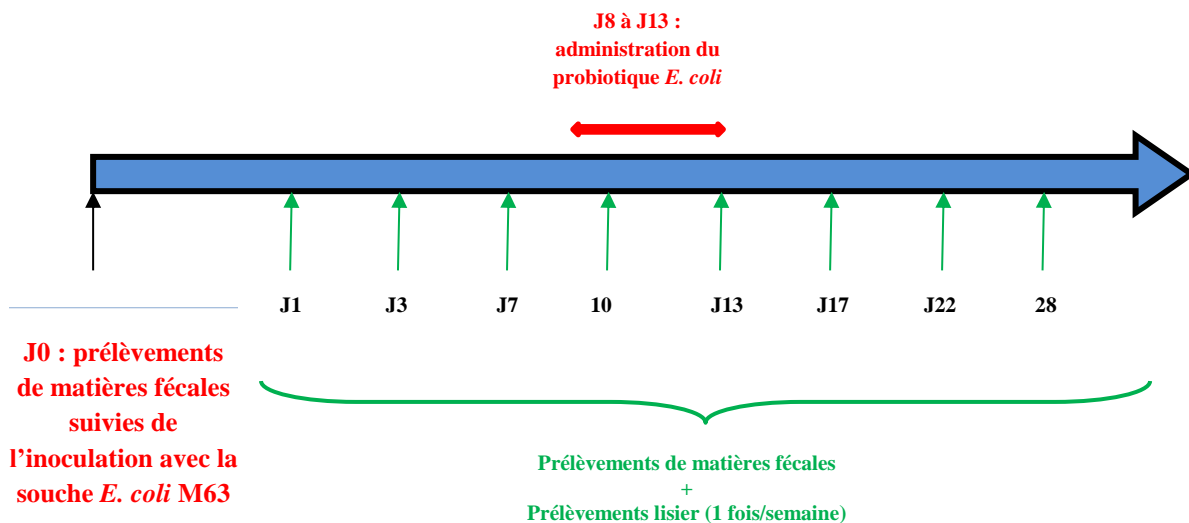 J8 à J13 :
administration du
probiotique E. coli
J1
J3
J7
10
J13
J17
J22
28
J0 : prélèvements
de matières fécales
suivies de
l’inoculation avec la
souche E. coli M63
Prélèvements de matières fécales
+
Prélèvements lisier (1 fois/semaine)